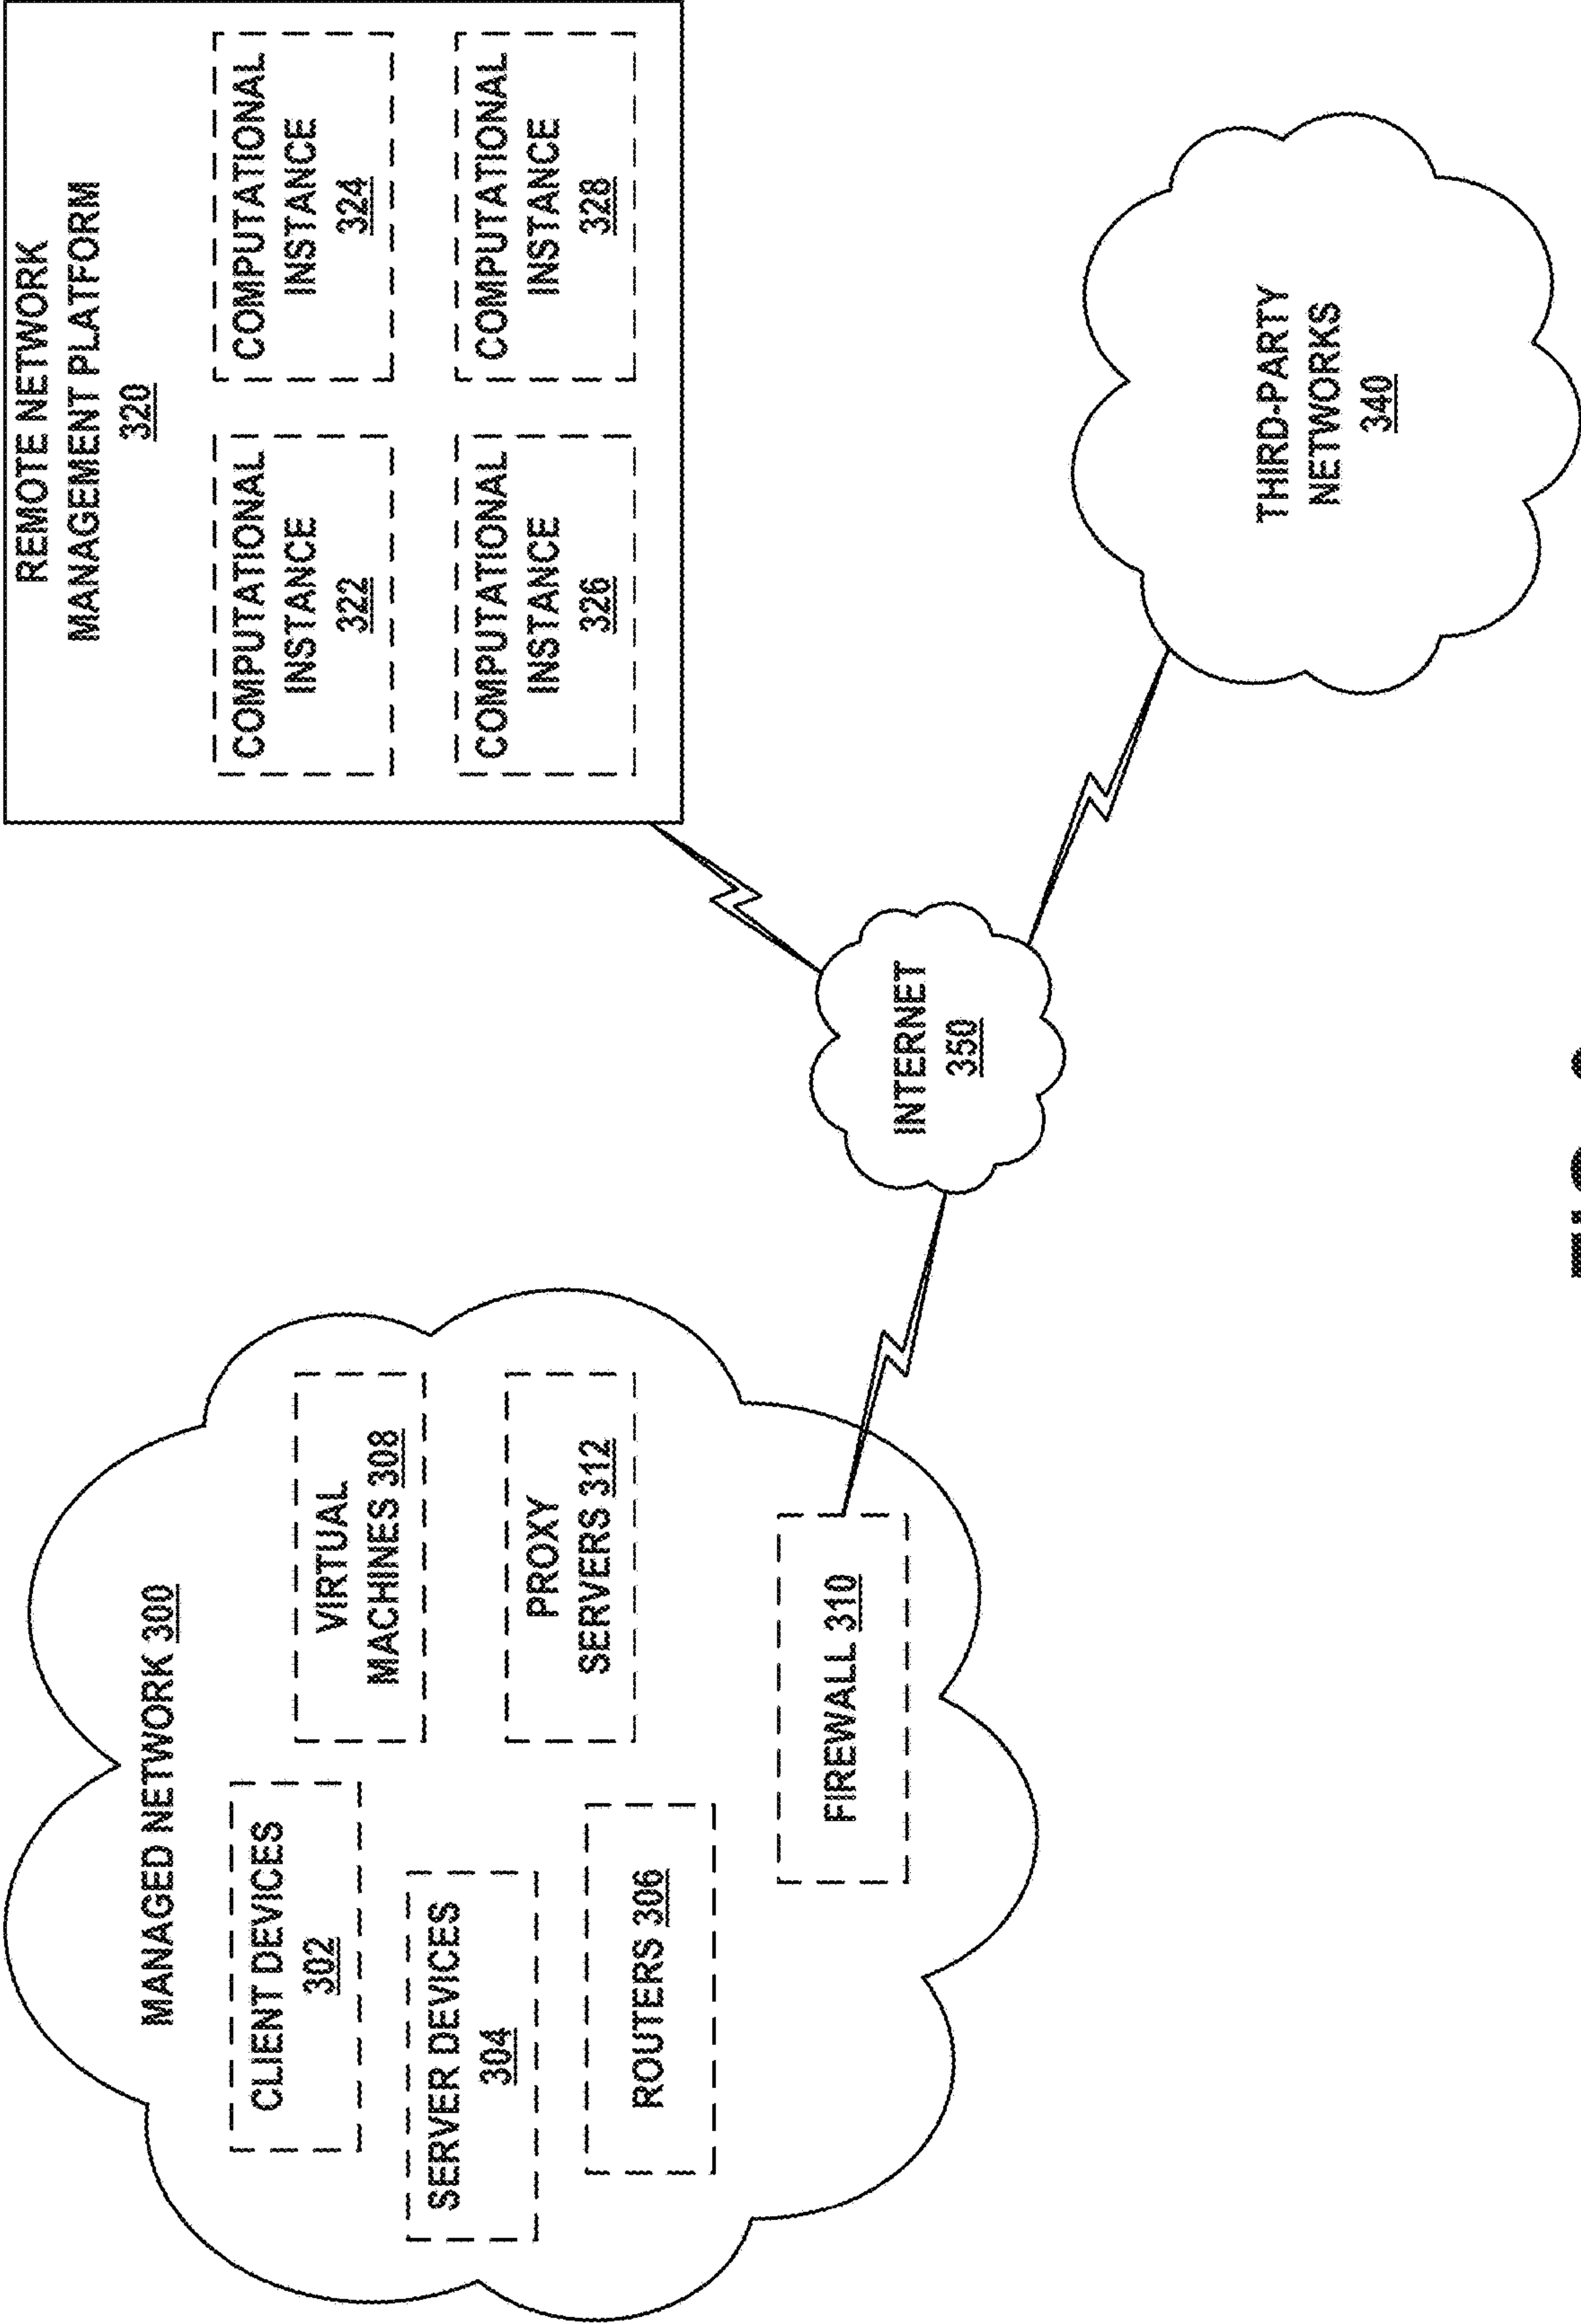 MANAGED NETWORK 300
CLIENT DEVICES
302
VIRTUAL
MACHINES 308
SERVER DEVICES
304
PROXY
SERVERS 312
ROUTERS 306
FIREWALL 310
INTERNET
350
REMOTE NETWORK
MANAGEMENT PLATFORM
320
COMPUTATIONAL
INSTANCE
322
COMPUTATIONAL
INSTANCE
324
COMPUTATIONAL
INSTANCE
326
COMPUTATIONAL
INSTANCE
328
THIRD-PARTY
NETWORKS
340